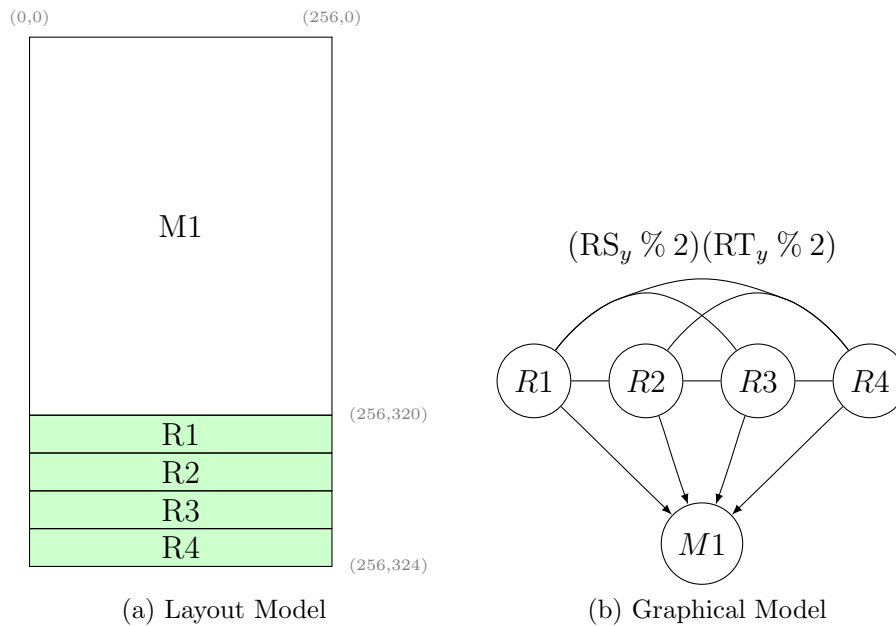 (0,0) (256,0)
M1
(256,320)
R1
R2
R3
R4
(256,324)
(a) Layout Model
(RS_y % 2)(RT_y % 2)
R1 R2 R3 R4
M1
(b) Graphical Model